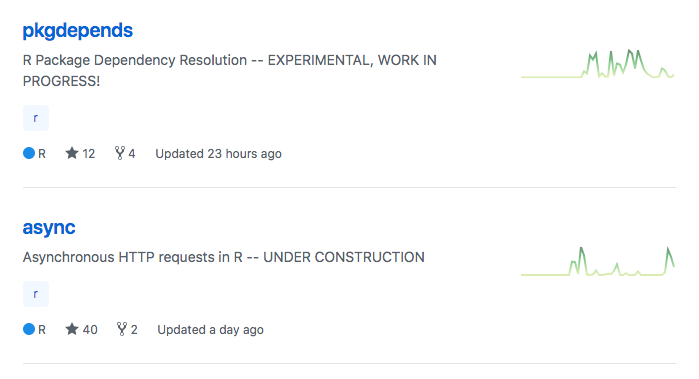 pkgdepends
R Package Dependency Resolution -- EXPERIMENTAL, WORK IN
PROGRESS!
r
R 12 4 Updated 23 hours ago
async
Asynchronous HTTP requests in R -- UNDER CONSTRUCTION
r
R 40 2 Updated a day ago